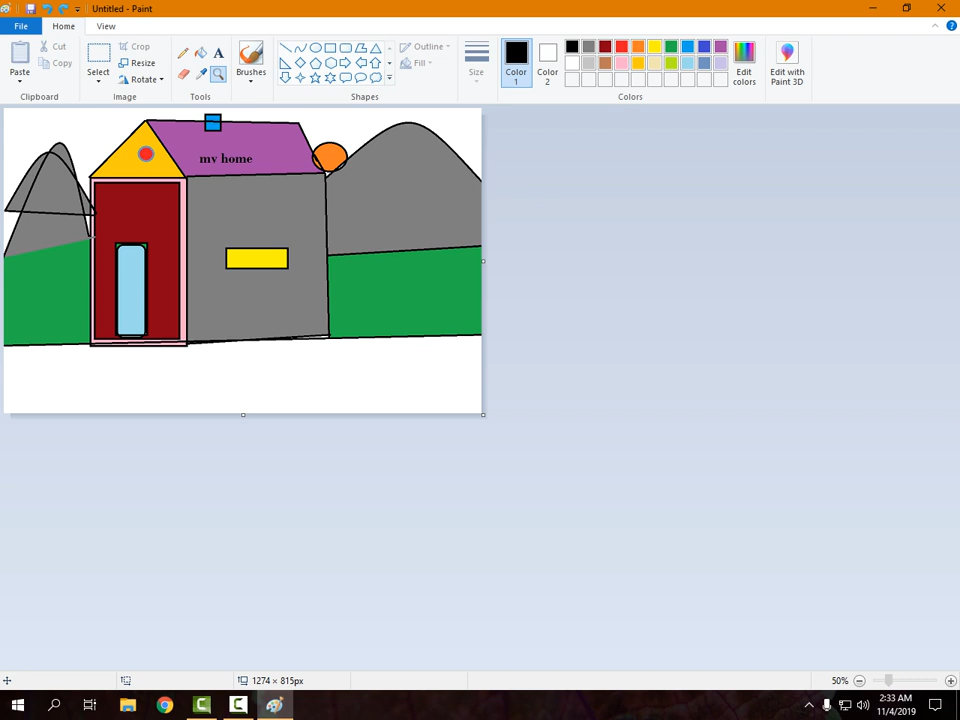 Untitled - Paint
File Home View
Paste
Cut
Copy
Clipboard
Select
Crop
Resize
Rotate
Image
A
Tools
Brushes
Shapes
Outline
Fill
Size
Color 1
Color 2
Colors
Edit colors
Edit with Paint 3D
my home
1274 × 815px
50%
2:33 AM
11/4/2019